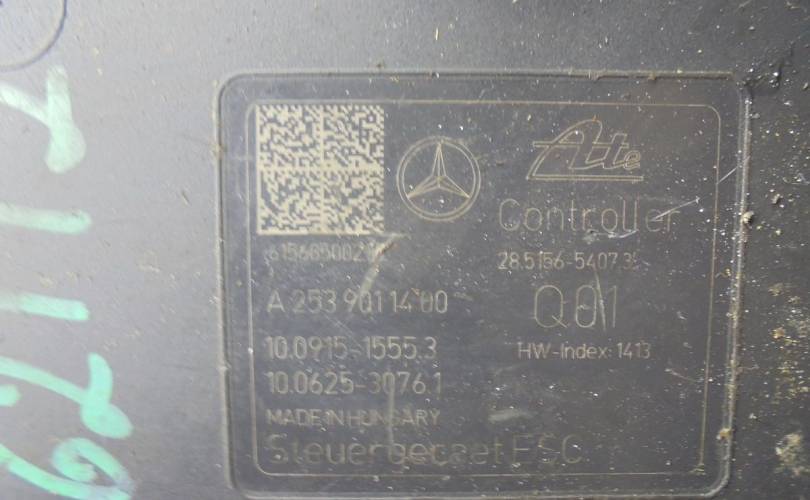 Ate
Controller
28.5156-5407.3
A 253 901 14 00
Q01
10.0915-1555.3
HW-Index: 1413
10.0625-3076.1
MADE IN HUNGARY
Steuergeraet ESC